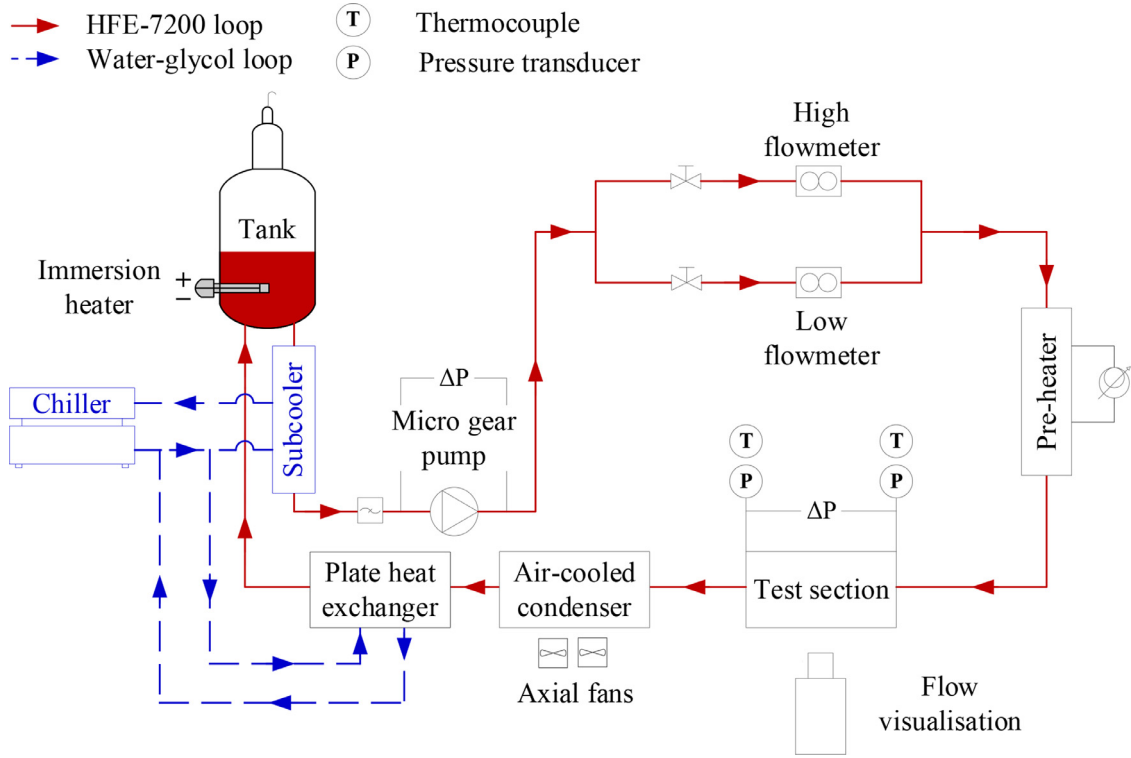 HFE-7200 loop
Water-glycol loop
T
Thermocouple
P
Pressure transducer
Tank
Immersion
heater
+
−
Chiller
Subcooler
ΔP
Micro gear
pump
High
flowmeter
Low
flowmeter
Pre-heater
T
P
T
P
ΔP
Test section
Air-cooled
condenser
Plate heat
exchanger
Axial fans
Flow
visualisation